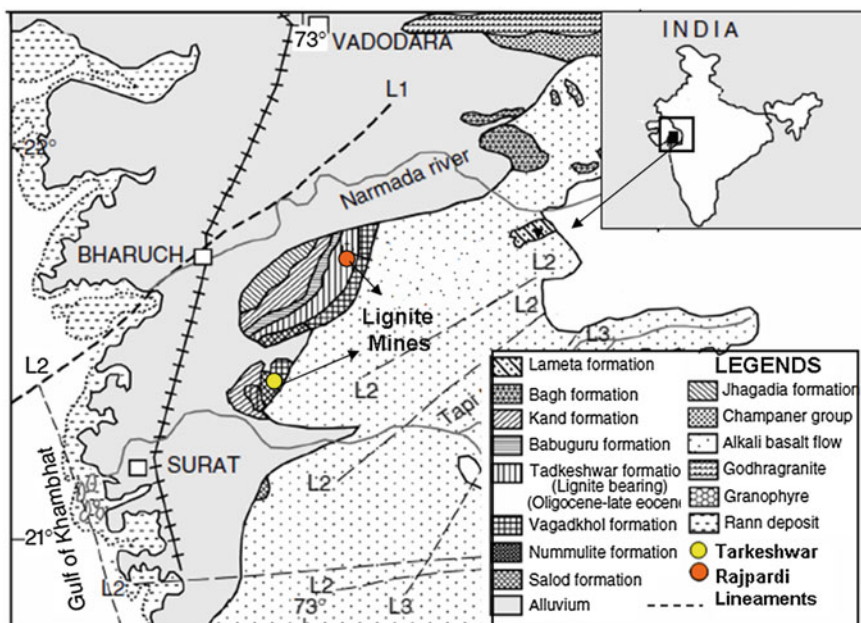 73° VADODARA
INDIA
L1
22°
Narmada river
BHARUCH
L2
Lignite
Mines
L2
L2
L3
L2
Tapi
SURAT
L2
21°
Gulf of Khambhat
L2
L2
73°
L3
LEGENDS
Lameta formation
Bagh formation
Kand formation
Babuguru formation
Tadkeshwar formatio
(Lignite bearing)
(Oligocene-late eocen
Vagadkhol formation
Nummulite formation
Salod formation
Alluvium
Jhagadia formation
Champaner group
Alkali basalt flow
Godhragranite
Granophyre
Rann deposit
Tarkeshwar
Rajpardi
Lineaments